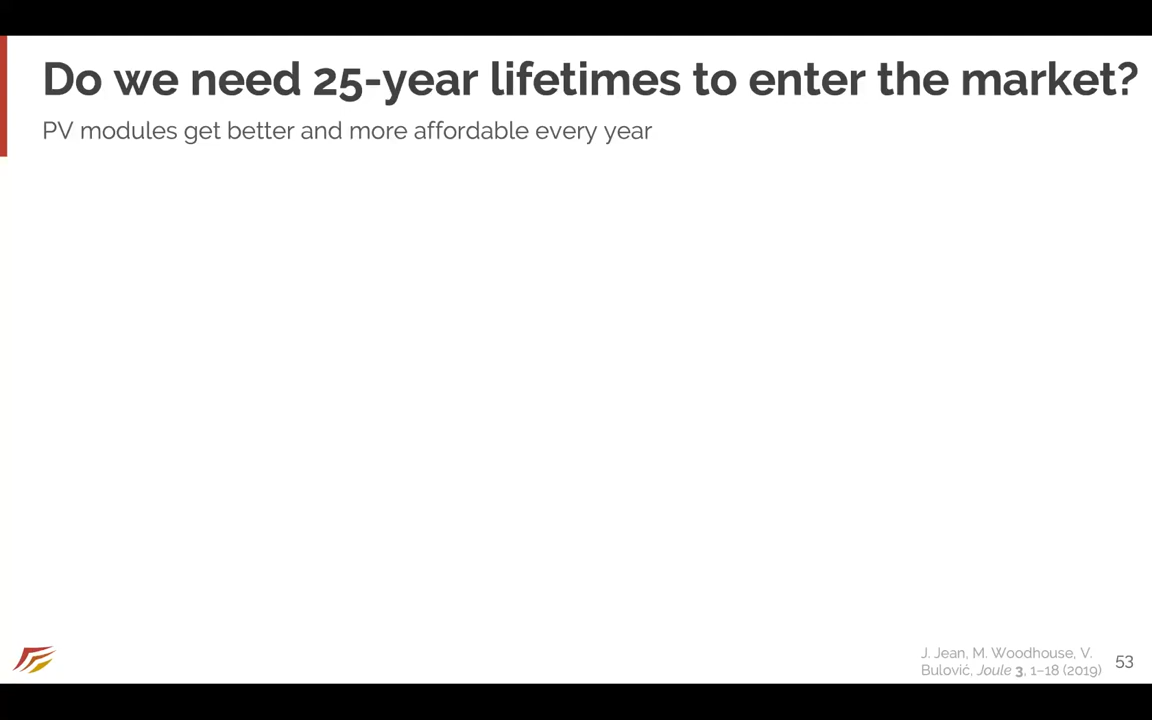 Do we need 25-year lifetimes to enter the market?
PV modules get better and more affordable every year
J. Jean, M. Woodhouse, V.
Bulović, Joule 3, 1–18 (2019)
53